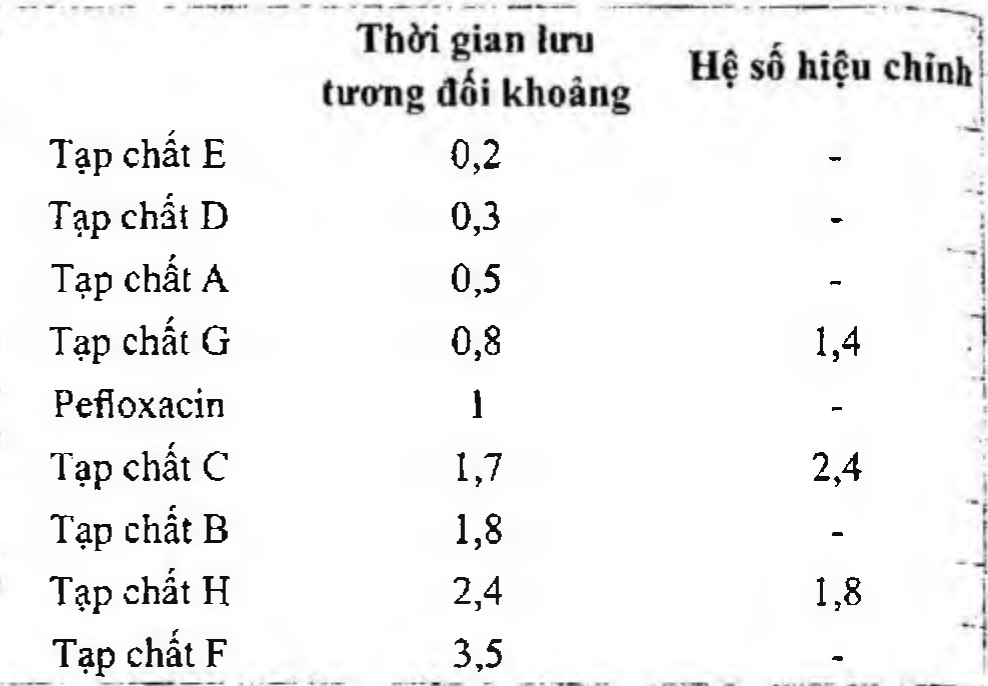 Thời gian lưu
tương đối khoảng
Hệ số hiệu chỉnh
Tạp chất E 0,2 -
Tạp chất D 0,3 -
Tạp chất A 0,5 -
Tạp chất G 0,8 1,4
Pefloxacin 1 -
Tạp chất C 1,7 2,4
Tạp chất B 1,8 -
Tạp chất H 2,4 1,8
Tạp chất F 3,5 -